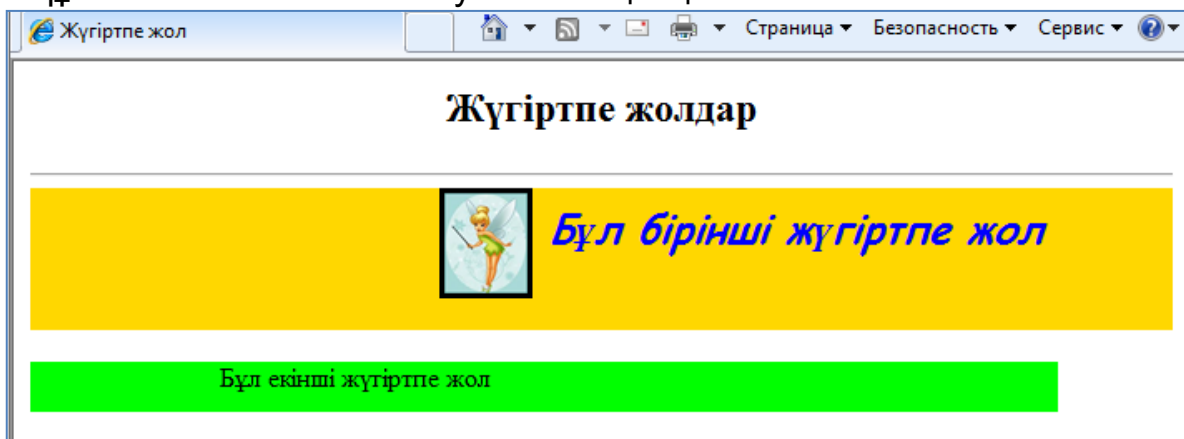 Жүгіртпе жол
Страница Безопасность Сервис
Жүгіртпе жолдар
Бұл бірінші жүгіртпе жол
Бұл екінші жүгіртпе жол